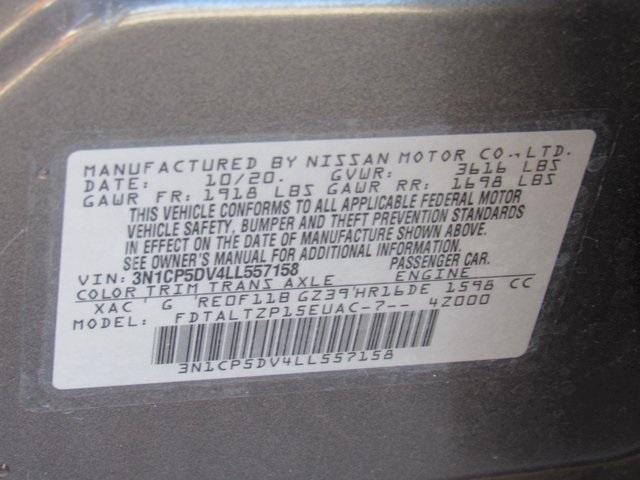 MANUFACTURED BY NISSAN MOTOR CO., LTD.
DATE: 10/20. GVWR: 3616 LBS
GAWR FR: 1918 LBS GAWR RR: 1698 LBS
THIS VEHICLE CONFORMS TO ALL APPLICABLE FEDERAL MOTOR
VEHICLE SAFETY, BUMPER AND THEFT PREVENTION STANDARDS
IN EFFECT ON THE DATE OF MANUFACTURE SHOWN ABOVE.
SEE OWNER'S MANUAL FOR ADDITIONAL INFORMATION.
VIN: 3N1CP5DV4LL557158 PASSENGER CAR.
COLOR TRIM TRANS AXLE ENGINE
XAC G 'RE0F11B GZ39'HR16DE 1598 CC
MODEL: FDTALTZP15EUAC-7-- 4Z000
3N1CP5DV4LL557158